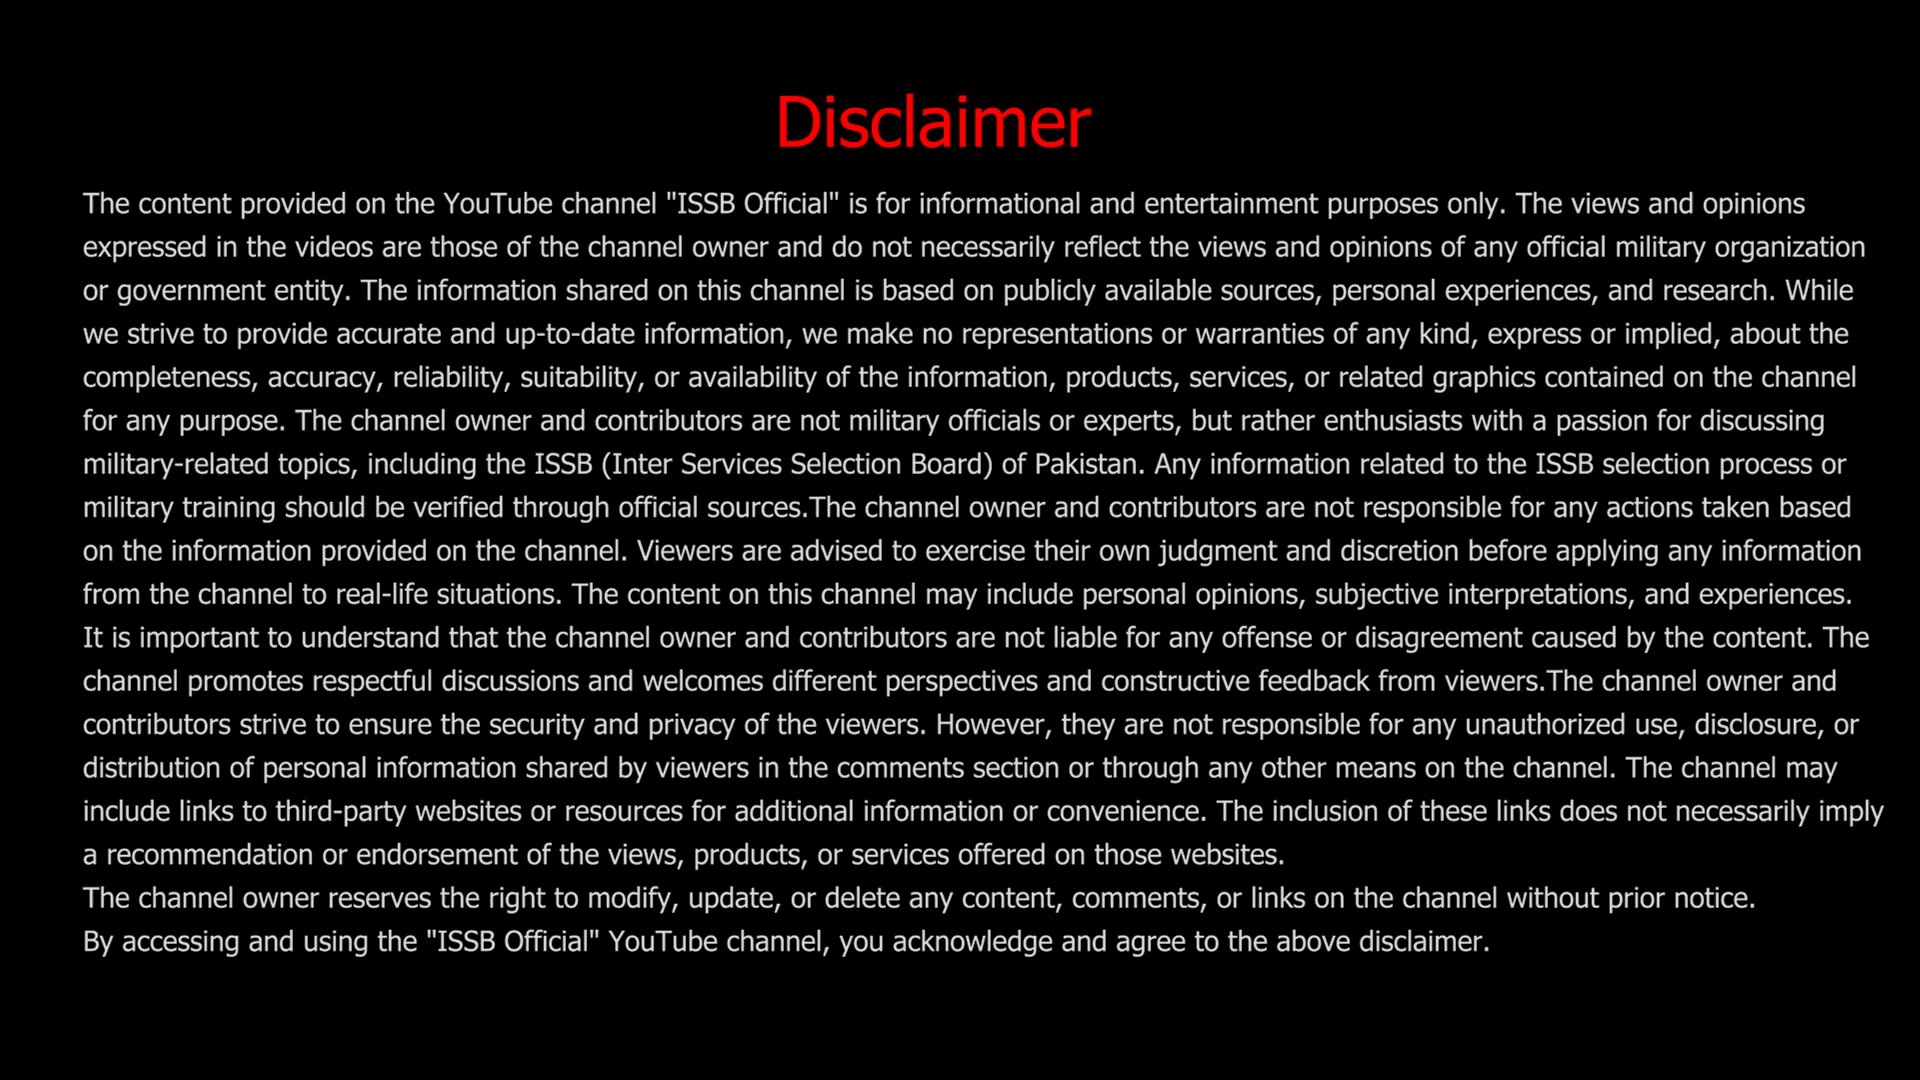 Disclaimer
The content provided on the YouTube channel "ISSB Official" is for informational and entertainment purposes only. The views and opinions
expressed in the videos are those of the channel owner and do not necessarily reflect the views and opinions of any official military organization
or government entity. The information shared on this channel is based on publicly available sources, personal experiences, and research. While
we strive to provide accurate and up-to-date information, we make no representations or warranties of any kind, express or implied, about the
completeness, accuracy, reliability, suitability, or availability of the information, products, services, or related graphics contained on the channel
for any purpose. The channel owner and contributors are not military officials or experts, but rather enthusiasts with a passion for discussing
military-related topics, including the ISSB (Inter Services Selection Board) of Pakistan. Any information related to the ISSB selection process or
military training should be verified through official sources.The channel owner and contributors are not responsible for any actions taken based
on the information provided on the channel. Viewers are advised to exercise their own judgment and discretion before applying any information
from the channel to real-life situations. The content on this channel may include personal opinions, subjective interpretations, and experiences.
It is important to understand that the channel owner and contributors are not liable for any offense or disagreement caused by the content. The
channel promotes respectful discussions and welcomes different perspectives and constructive feedback from viewers.The channel owner and
contributors strive to ensure the security and privacy of the viewers. However, they are not responsible for any unauthorized use, disclosure, or
distribution of personal information shared by viewers in the comments section or through any other means on the channel. The channel may
include links to third-party websites or resources for additional information or convenience. The inclusion of these links does not necessarily imply
a recommendation or endorsement of the views, products, or services offered on those websites.
The channel owner reserves the right to modify, update, or delete any content, comments, or links on the channel without prior notice.
By accessing and using the "ISSB Official" YouTube channel, you acknowledge and agree to the above disclaimer.